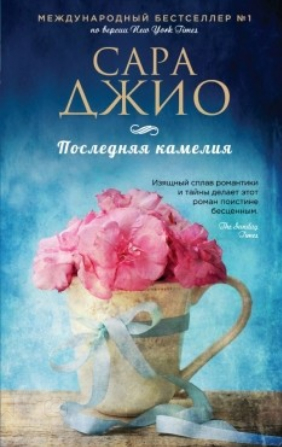 МЕЖДУНАРОДНЫЙ БЕСТСЕЛЛЕР №1
по версии New York Times
САРА
ДЖИО
Последняя камелия
Изящный сплав романтики
и тайны делает этот
роман поистине
бесценным.
The Sunday
Times